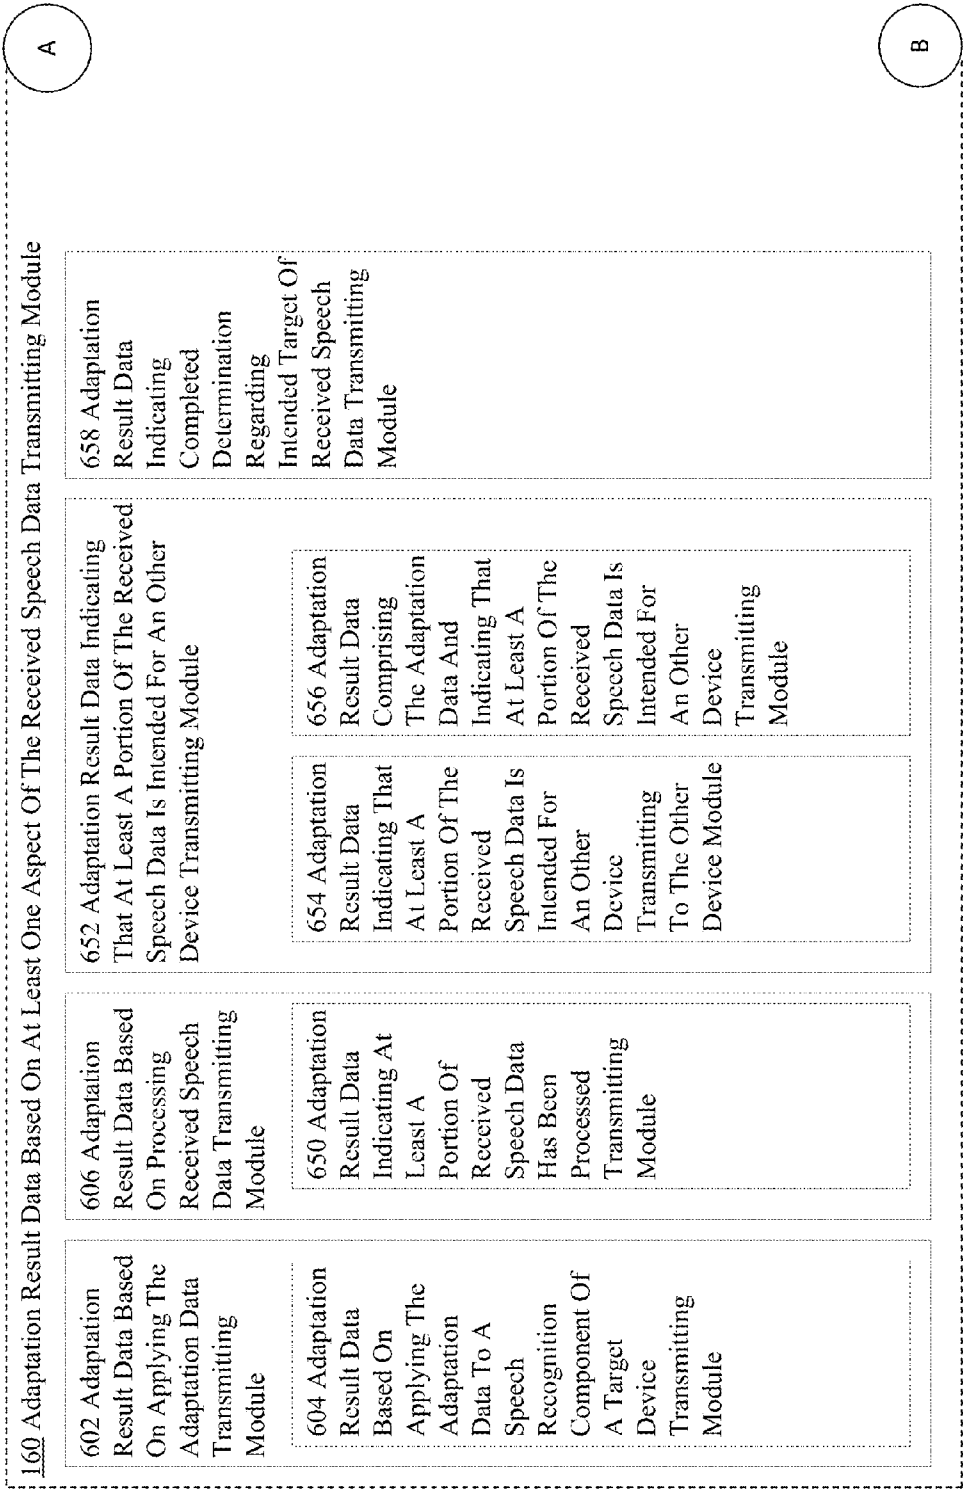 160 Adaptation Result Data Based On At Least One Aspect Of The Received Speech Data Transmitting Module
602 Adaptation
Result Data Based
On Applying The
Adaptation Data
Transmitting
Module
604 Adaptation
Result Data
Based On
Applying The
Adaptation
Data To A
Speech
Recognition
Component Of
A Target
Device
Transmitting
Module
606 Adaptation
Result Data Based
On Processing
Received Speech
Data Transmitting
Module
650 Adaptation
Result Data
Indicating At
Least A
Portion Of
Received
Speech Data
Has Been
Processed
Transmitting
Module
652 Adaptation Result Data Indicating
That At Least A Portion Of The Received
Speech Data Is Intended For An Other
Device Transmitting Module
654 Adaptation
Result Data
Indicating That
At Least A
Portion Of The
Received
Speech Data Is
Intended For
An Other
Device
Transmitting
To The Other
Device Module
656 Adaptation
Result Data
Comprising
The Adaptation
Data And
Indicating That
At Least A
Portion Of The
Received
Speech Data Is
Intended For
An Other
Device
Transmitting
Module
658 Adaptation
Result Data
Indicating
Completed
Determination
Regarding
Intended Target Of
Received Speech
Data Transmitting
Module
A
B